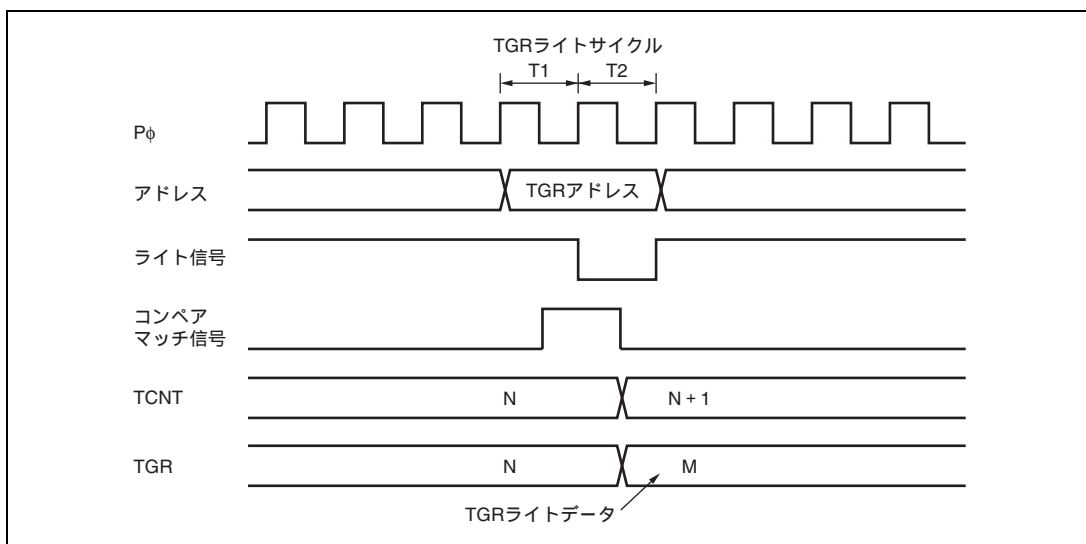 TGRライトサイクル
T1 T2
Pφ
アドレス TGRアドレス
ライト信号
コンペア
マッチ信号
TCNT N N + 1
TGR N M
TGRライトデータ